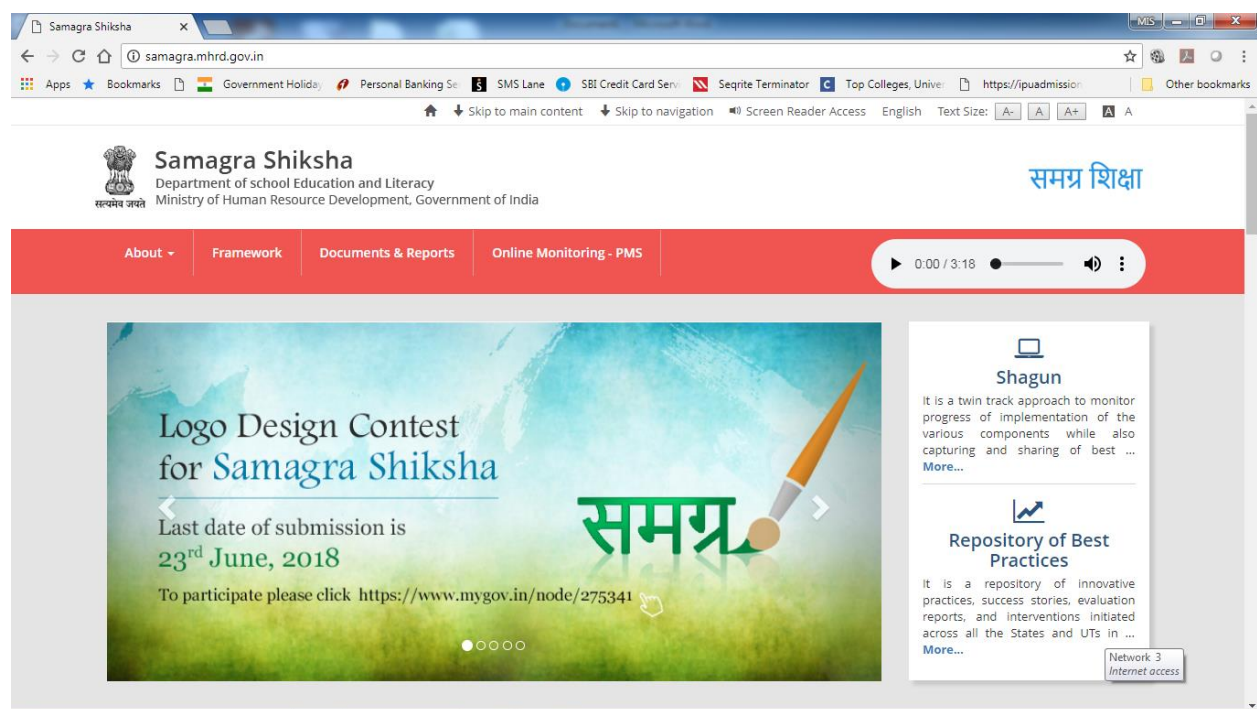 Samagra Shiksha
MIS
samagra.mhrd.gov.in
Apps Bookmarks Government Holiday Personal Banking Se SMS Lane SBI Credit Card Servi Seqrite Terminator Top Colleges, Univer https://ipuadmission Other bookmarks
Skip to main content Skip to navigation Screen Reader Access English Text Size: A- A A+ A A
Samagra Shiksha
Department of school Education and Literacy
Ministry of Human Resource Development, Government of India
सत्यमेव जयते
समग्र शिक्षा
About Framework Documents & Reports Online Monitoring - PMS
0:00 / 3:18
Logo Design Contest
for Samagra Shiksha
Last date of submission is
23rd June, 2018
To participate please click https://www.mygov.in/node/275341
समग्र
Shagun
It is a twin track approach to monitor
progress of implementation of the
various components while also
capturing and sharing of best ...
More...
Repository of Best
Practices
It is a repository of innovative
practices, success stories, evaluation
reports, and interventions initiated
across all the States and UTs in ...
More...
Network 3
Internet access